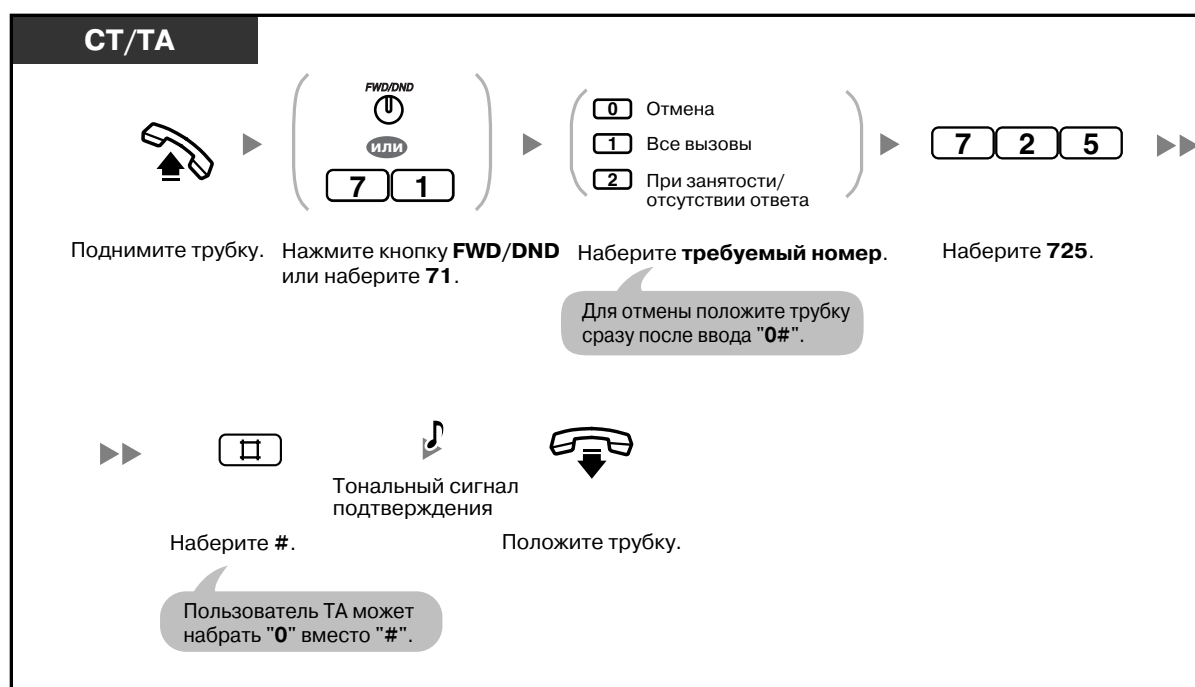 СТ/ТА
FWD/DND
или
7 1
0 Отмена
1 Все вызовы
2 При занятости/
отсутствии ответа
7 2 5
Поднимите трубку.
Нажмите кнопку FWD/DND
или наберите 71.
Наберите требуемый номер.
Для отмены положите трубку
сразу после ввода "0#".
Наберите 725.
#
Тональный сигнал
подтверждения
Наберите #.
Пользователь ТА может
набрать "0" вместо "#".
Положите трубку.